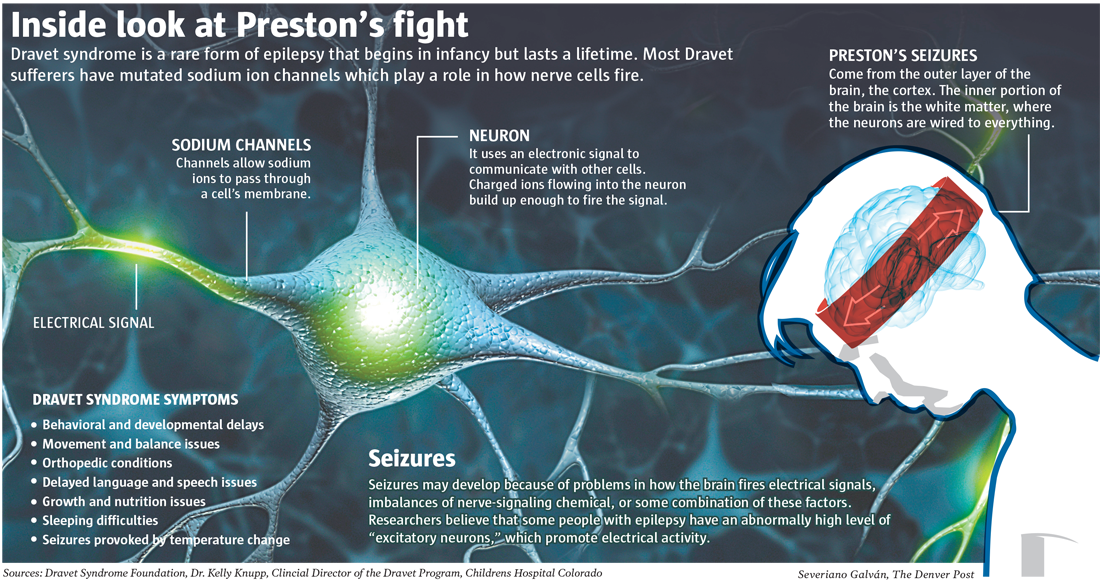 Inside look at Preston's fight
Dravet syndrome is a rare form of epilepsy that begins in infancy but lasts a lifetime. Most Dravet
sufferers have mutated sodium ion channels which play a role in how nerve cells fire.
PRESTON'S SEIZURES
Come from the outer layer of the
brain, the cortex. The inner portion of
the brain is the white matter, where
the neurons are wired to everything.
SODIUM CHANNELS
Channels allow sodium
ions to pass through
a cell's membrane.
NEURON
It uses an electronic signal to
communicate with other cells.
Charged ions flowing into the neuron
build up enough to fire the signal.
ELECTRICAL SIGNAL
DRAVET SYNDROME SYMPTOMS
• Behavioral and developmental delays
• Movement and balance issues
• Orthopedic conditions
• Delayed language and speech issues
• Growth and nutrition issues
• Sleeping difficulties
• Seizures provoked by temperature change
Seizures
Seizures may develop because of problems in how the brain fires electrical signals,
imbalances of nerve-signaling chemical, or some combination of these factors.
Researchers believe that some people with epilepsy have an abnormally high level of
“excitatory neurons,” which promote electrical activity.
Sources: Dravet Syndrome Foundation, Dr. Kelly Knupp, Clincial Director of the Dravet Program, Childrens Hospital Colorado
Severiano Galván, The Denver Post